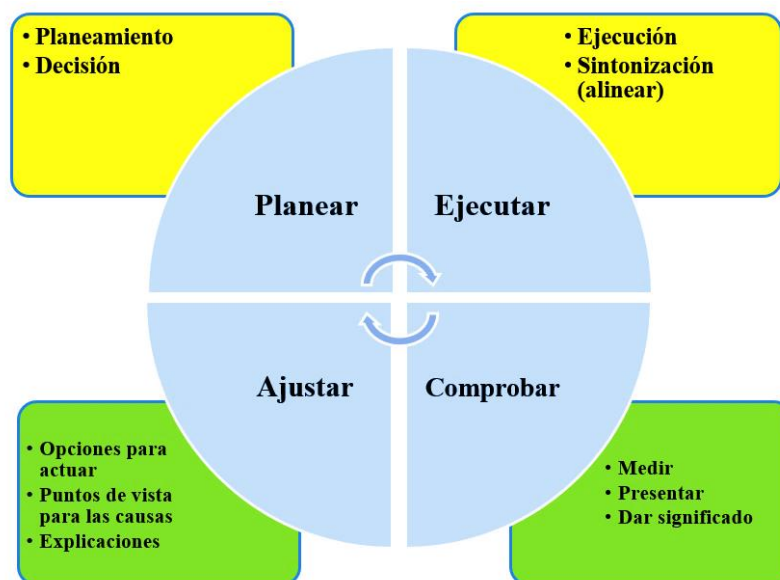 • Planeamiento
• Decisión
• Ejecución
• Sintonización
(alinear)
Planear
Ejecutar
Ajustar
Comprobar
• Opciones para
actuar
• Puntos de vista
para las causas
• Explicaciones
• Medir
• Presentar
• Dar significado